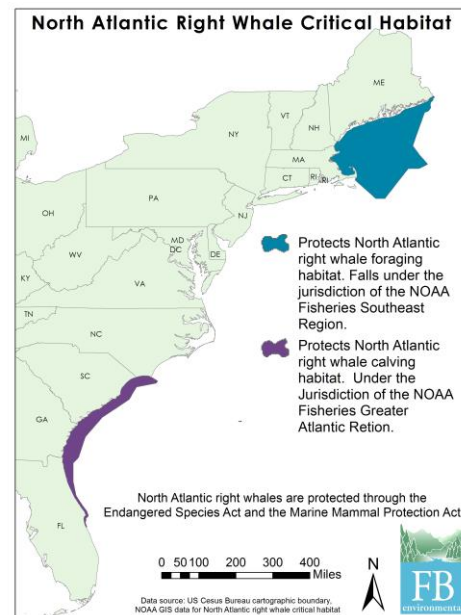 North Atlantic Right Whale Critical Habitat
ME
VT
NH
MI
NY
MA
CT
RI
RI
PA
NJ
OH
MD
DC
DE
WV
KY
VA
TN
NC
SC
GA
FL
Protects North Atlantic
right whale foraging
habitat. Falls under the
jurisdiction of the NOAA
Fisheries Southeast
Region.
Protects North Atlantic
right whale calving
habitat. Under the
Jurisdiction of the NOAA
Fisheries Greater
Atlantic Retion.
North Atlantic right whales are protected through the
Endangered Species Act and the Marine Mammal Protection Act
0 50 100 200 300 400
Miles
N
Data source: US Cesus Bureau cartographic boundary,
NOAA GIS data for North Atlantic right whale critical habitat
FB
environmental